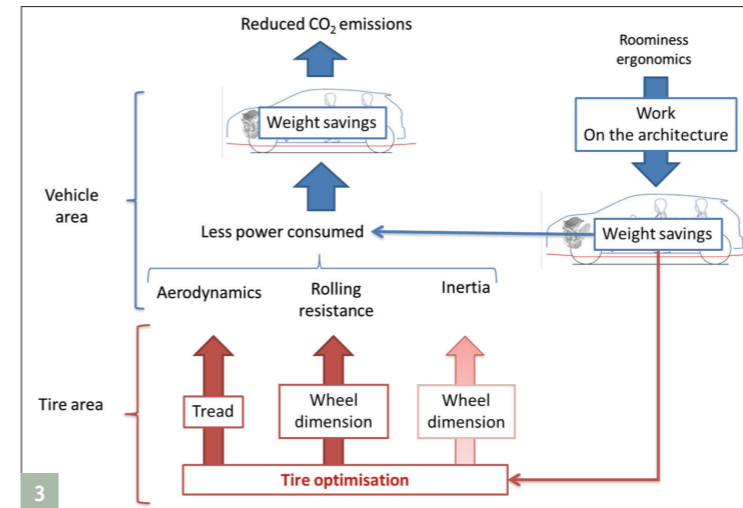 Reduced CO₂ emissions
Roominess
ergonomics
Weight savings
Work
On the architecture
Vehicle
area
Less power consumed
Weight savings
Aerodynamics
Rolling
resistance
Inertia
Tire area
Tread
Wheel
dimension
Wheel
dimension
Tire optimisation
3